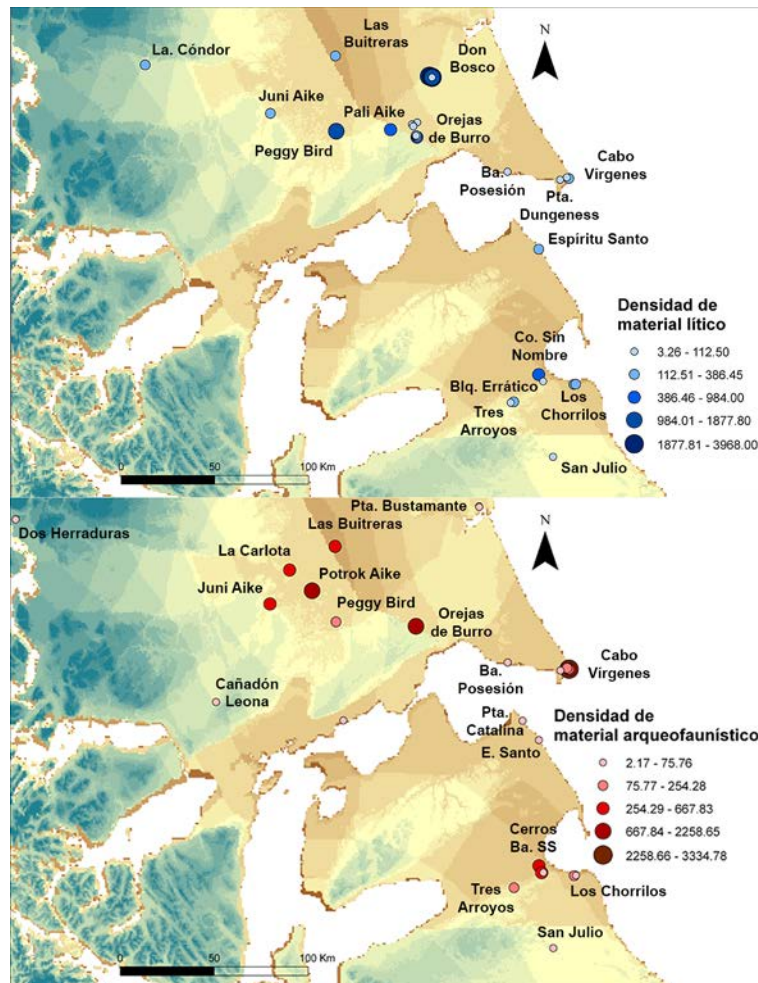 Las
Buitreras
La. Cóndor
Don
Bosco
N
Juni Aike
Pali Aike
Orejas
de Burro
Peggy Bird
Ba.
Posesión
Cabo
Virgenes
Pta.
Dungeness
Espíritu Santo
Densidad de
material lítico
3.26 - 112.50
112.51 - 386.45
386.46 - 984.00
984.01 - 1877.80
1877.81 - 3968.00
Co. Sin
Nombre
Blq. Errático
Los
Chorrilos
Tres
Arroyos
San Julio
0 50 100 Km
Pta. Bustamante
Dos Herraduras
Las Buitreras
N
La Carlota
Potrok Aike
Juni Aike
Peggy Bird
Orejas
de Burro
Cabo
Virgenes
Ba.
Posesión
Cañadón
Leona
Pta.
Catalina
E. Santo
Densidad de
material arqueofaunístico
2.17 - 75.76
75.77 - 254.28
254.29 - 667.83
667.84 - 2258.65
2258.66 - 3334.78
Cerros
Ba. SS
Tres
Arroyos
Los Chorrilos
San Julio
0 50 100 Km